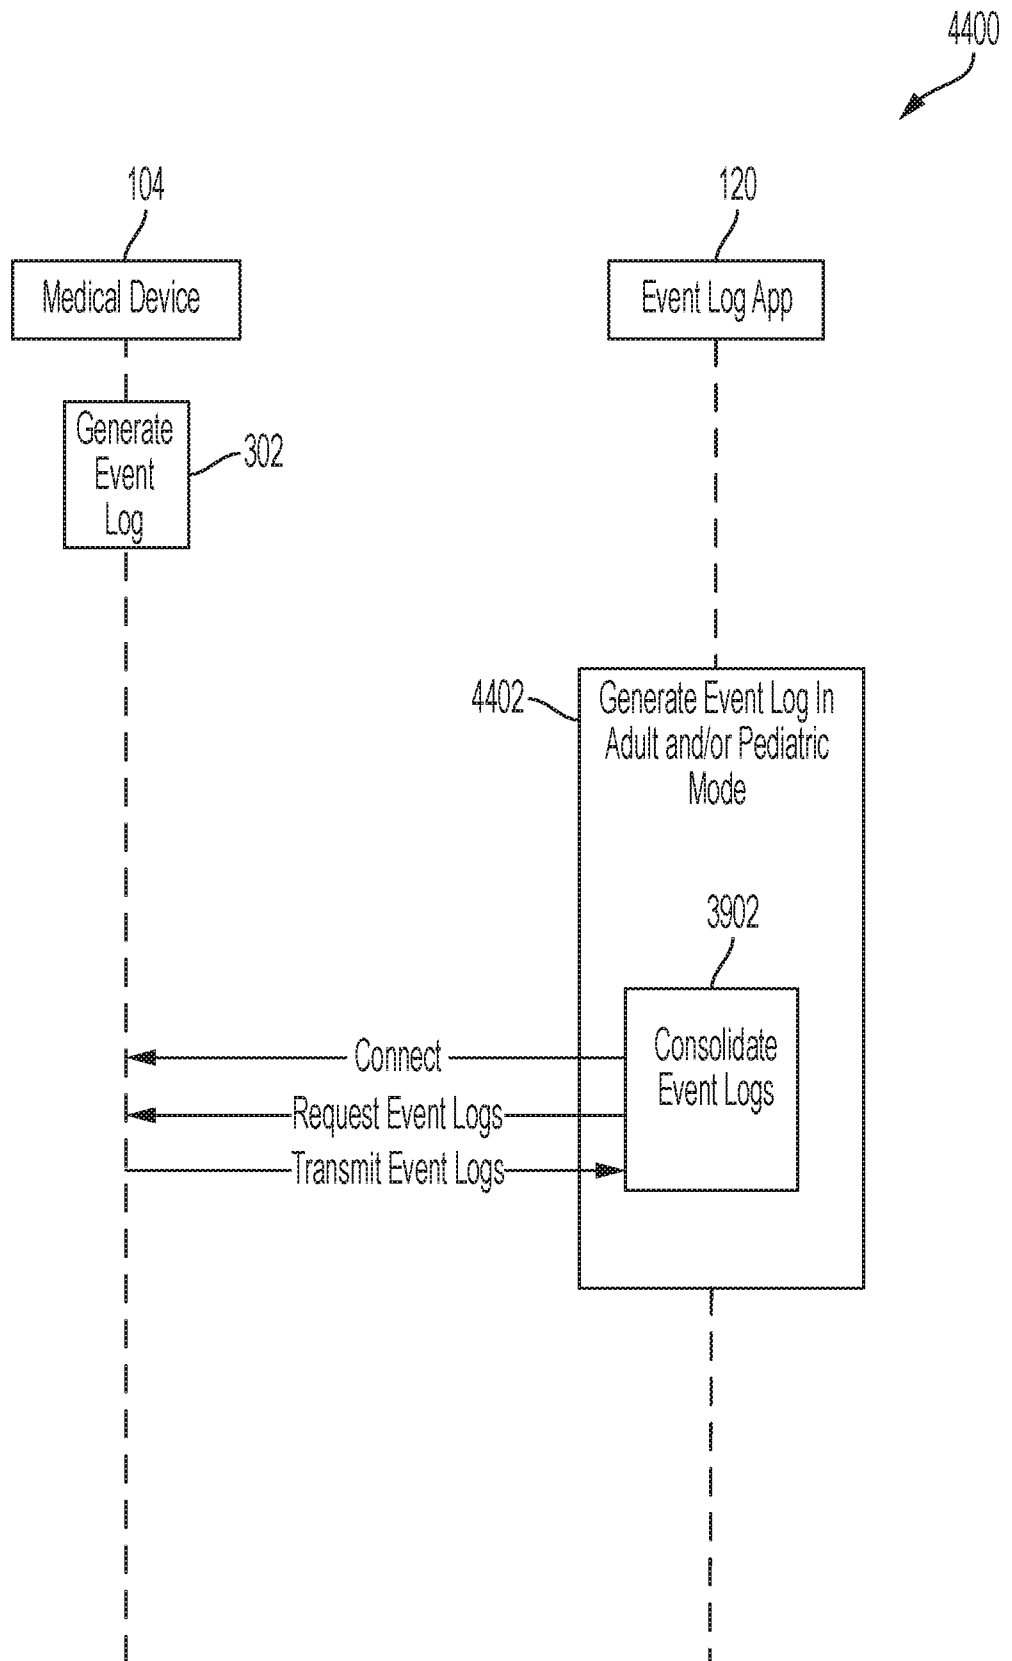 4400
104
120
Medical Device
Event Log App
Generate
Event
Log
302
4402
Generate Event Log In
Adult and/or Pediatric
Mode
3902
Consolidate
Event Logs
Connect
Request Event Logs
Transmit Event Logs